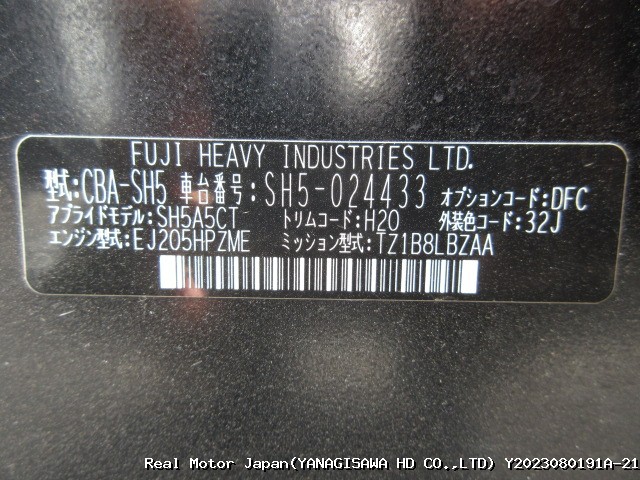 FUJI HEAVY INDUSTRIES LTD.
型式:CBA-SH5 車台番号:SH5-024433 オプションコード:DFC
アプライドモデル:SH5A5CT トリムコード:H20 外装色コード:32J
エンジン型式:EJ205HPZME ミッション型式:TZ1B8LBZAA
Real Motor Japan(YANAGISAWA HD CO.,LTD) Y2023080191A-21